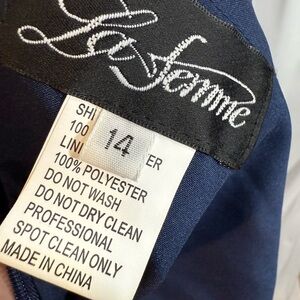 La Femme
14
100
100% POLYESTER
DO NOT WASH
DO NOT DRY CLEAN
PROFESSIONAL
SPOT CLEAN ONLY
MADE IN CHINA